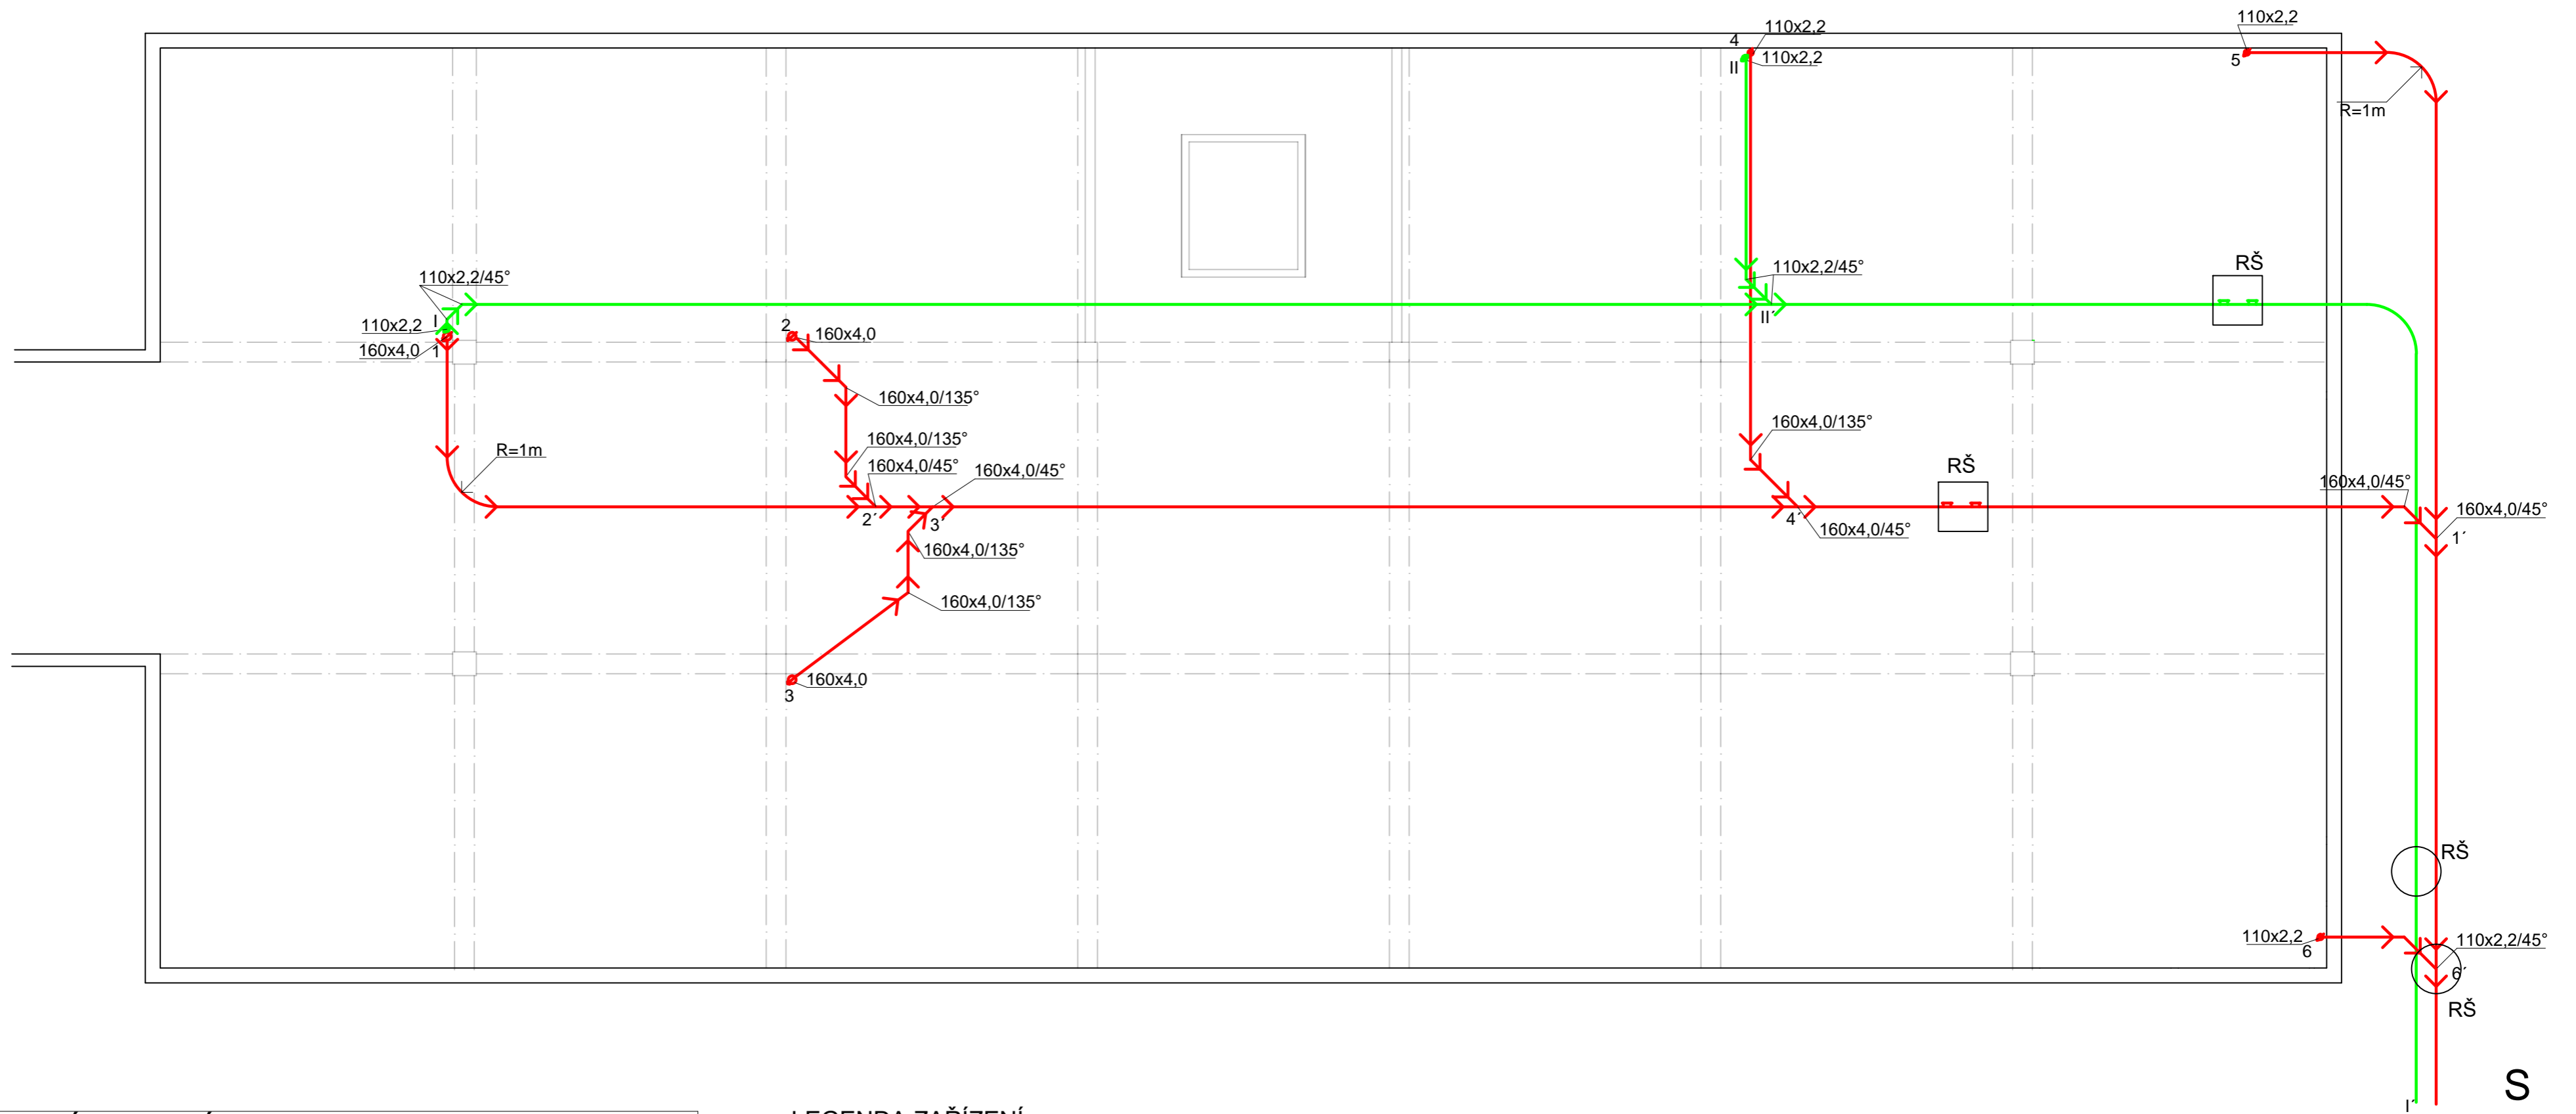 110x2,2
110x2,2
4
110x2,2
II
5
R=1m
110x2,2/45°
110x2,2/45°
RŠ
I
110x2,2
II´
2
160x4,0
160x4,0
1
160x4,0/135°
160x4,0/135°
160x4,0/135°
R=1m
160x4,0/45°
160x4,0/45°
RŠ
160x4,0/45°
2´
3´
4´
160x4,0/45°
160x4,0/45°
1´
160x4,0/135°
160x4,0/135°
160x4,0
3
RŠ
110x2,2
6
110x2,2/45°
6´
RŠ
S
I´
LEGENDA ZAŘÍZENÍ